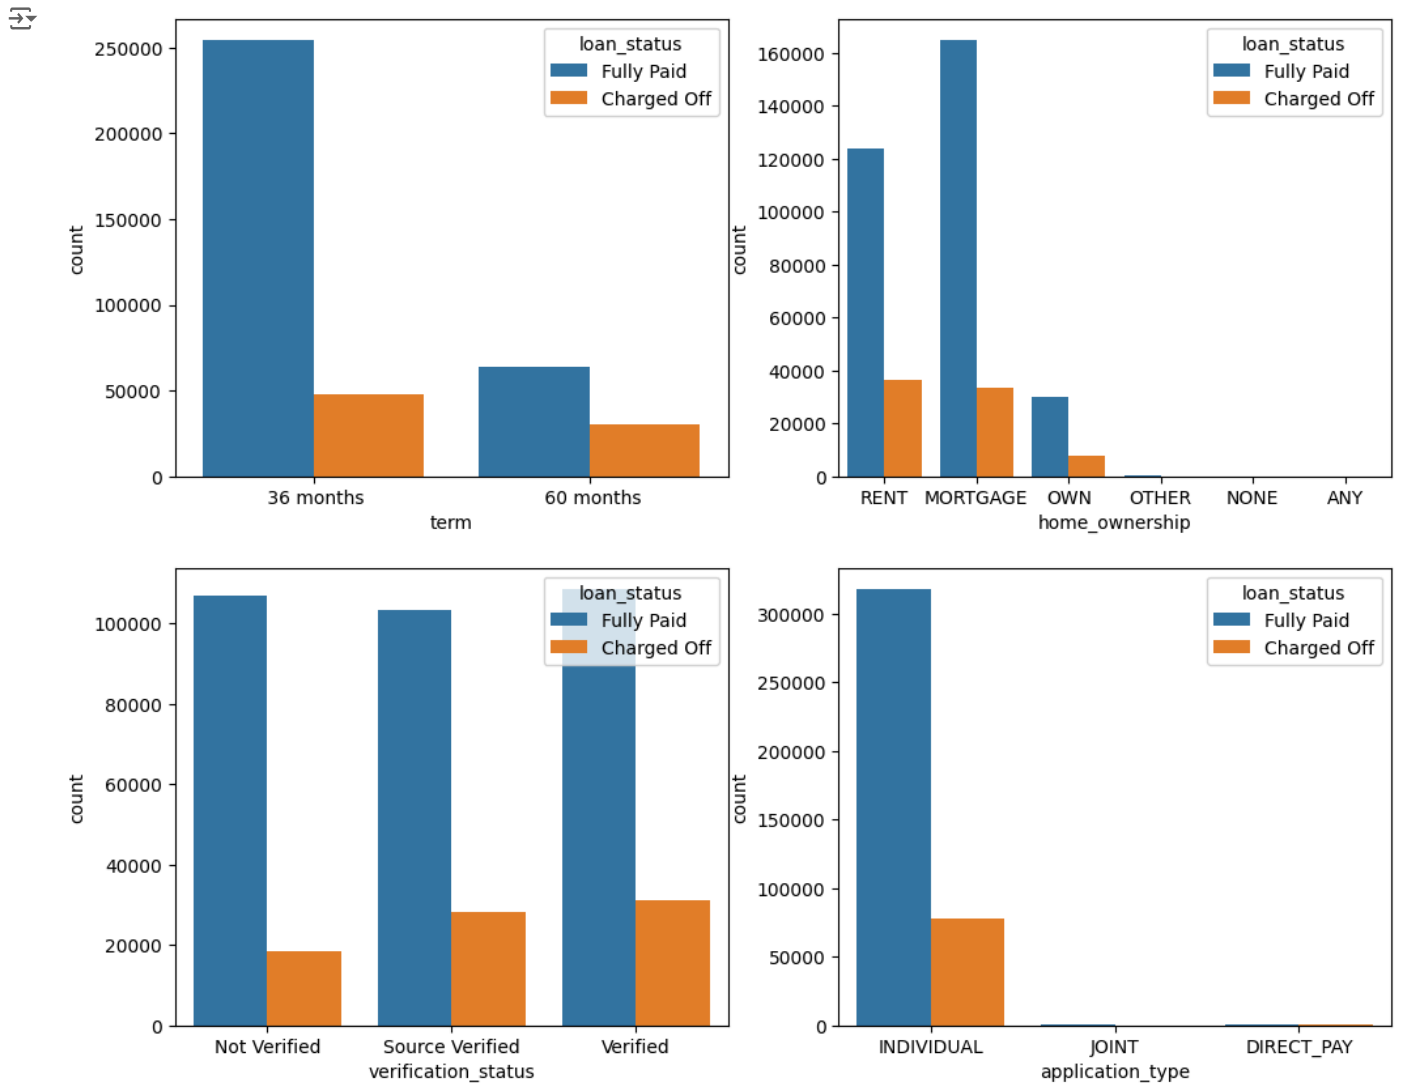 250000
200000
150000
100000
50000
0
count
36 months
60 months
term
loan_status
Fully Paid
Charged Off
160000
140000
120000
100000
80000
60000
40000
20000
0
count
RENT
MORTGAGE
OWN
OTHER
NONE
ANY
home_ownership
loan_status
Fully Paid
Charged Off
100000
80000
60000
40000
20000
0
count
Not Verified
Source Verified
Verified
verification_status
loan_status
Fully Paid
Charged Off
300000
250000
200000
150000
100000
50000
0
count
INDIVIDUAL
JOINT
DIRECT_PAY
application_type
loan_status
Fully Paid
Charged Off